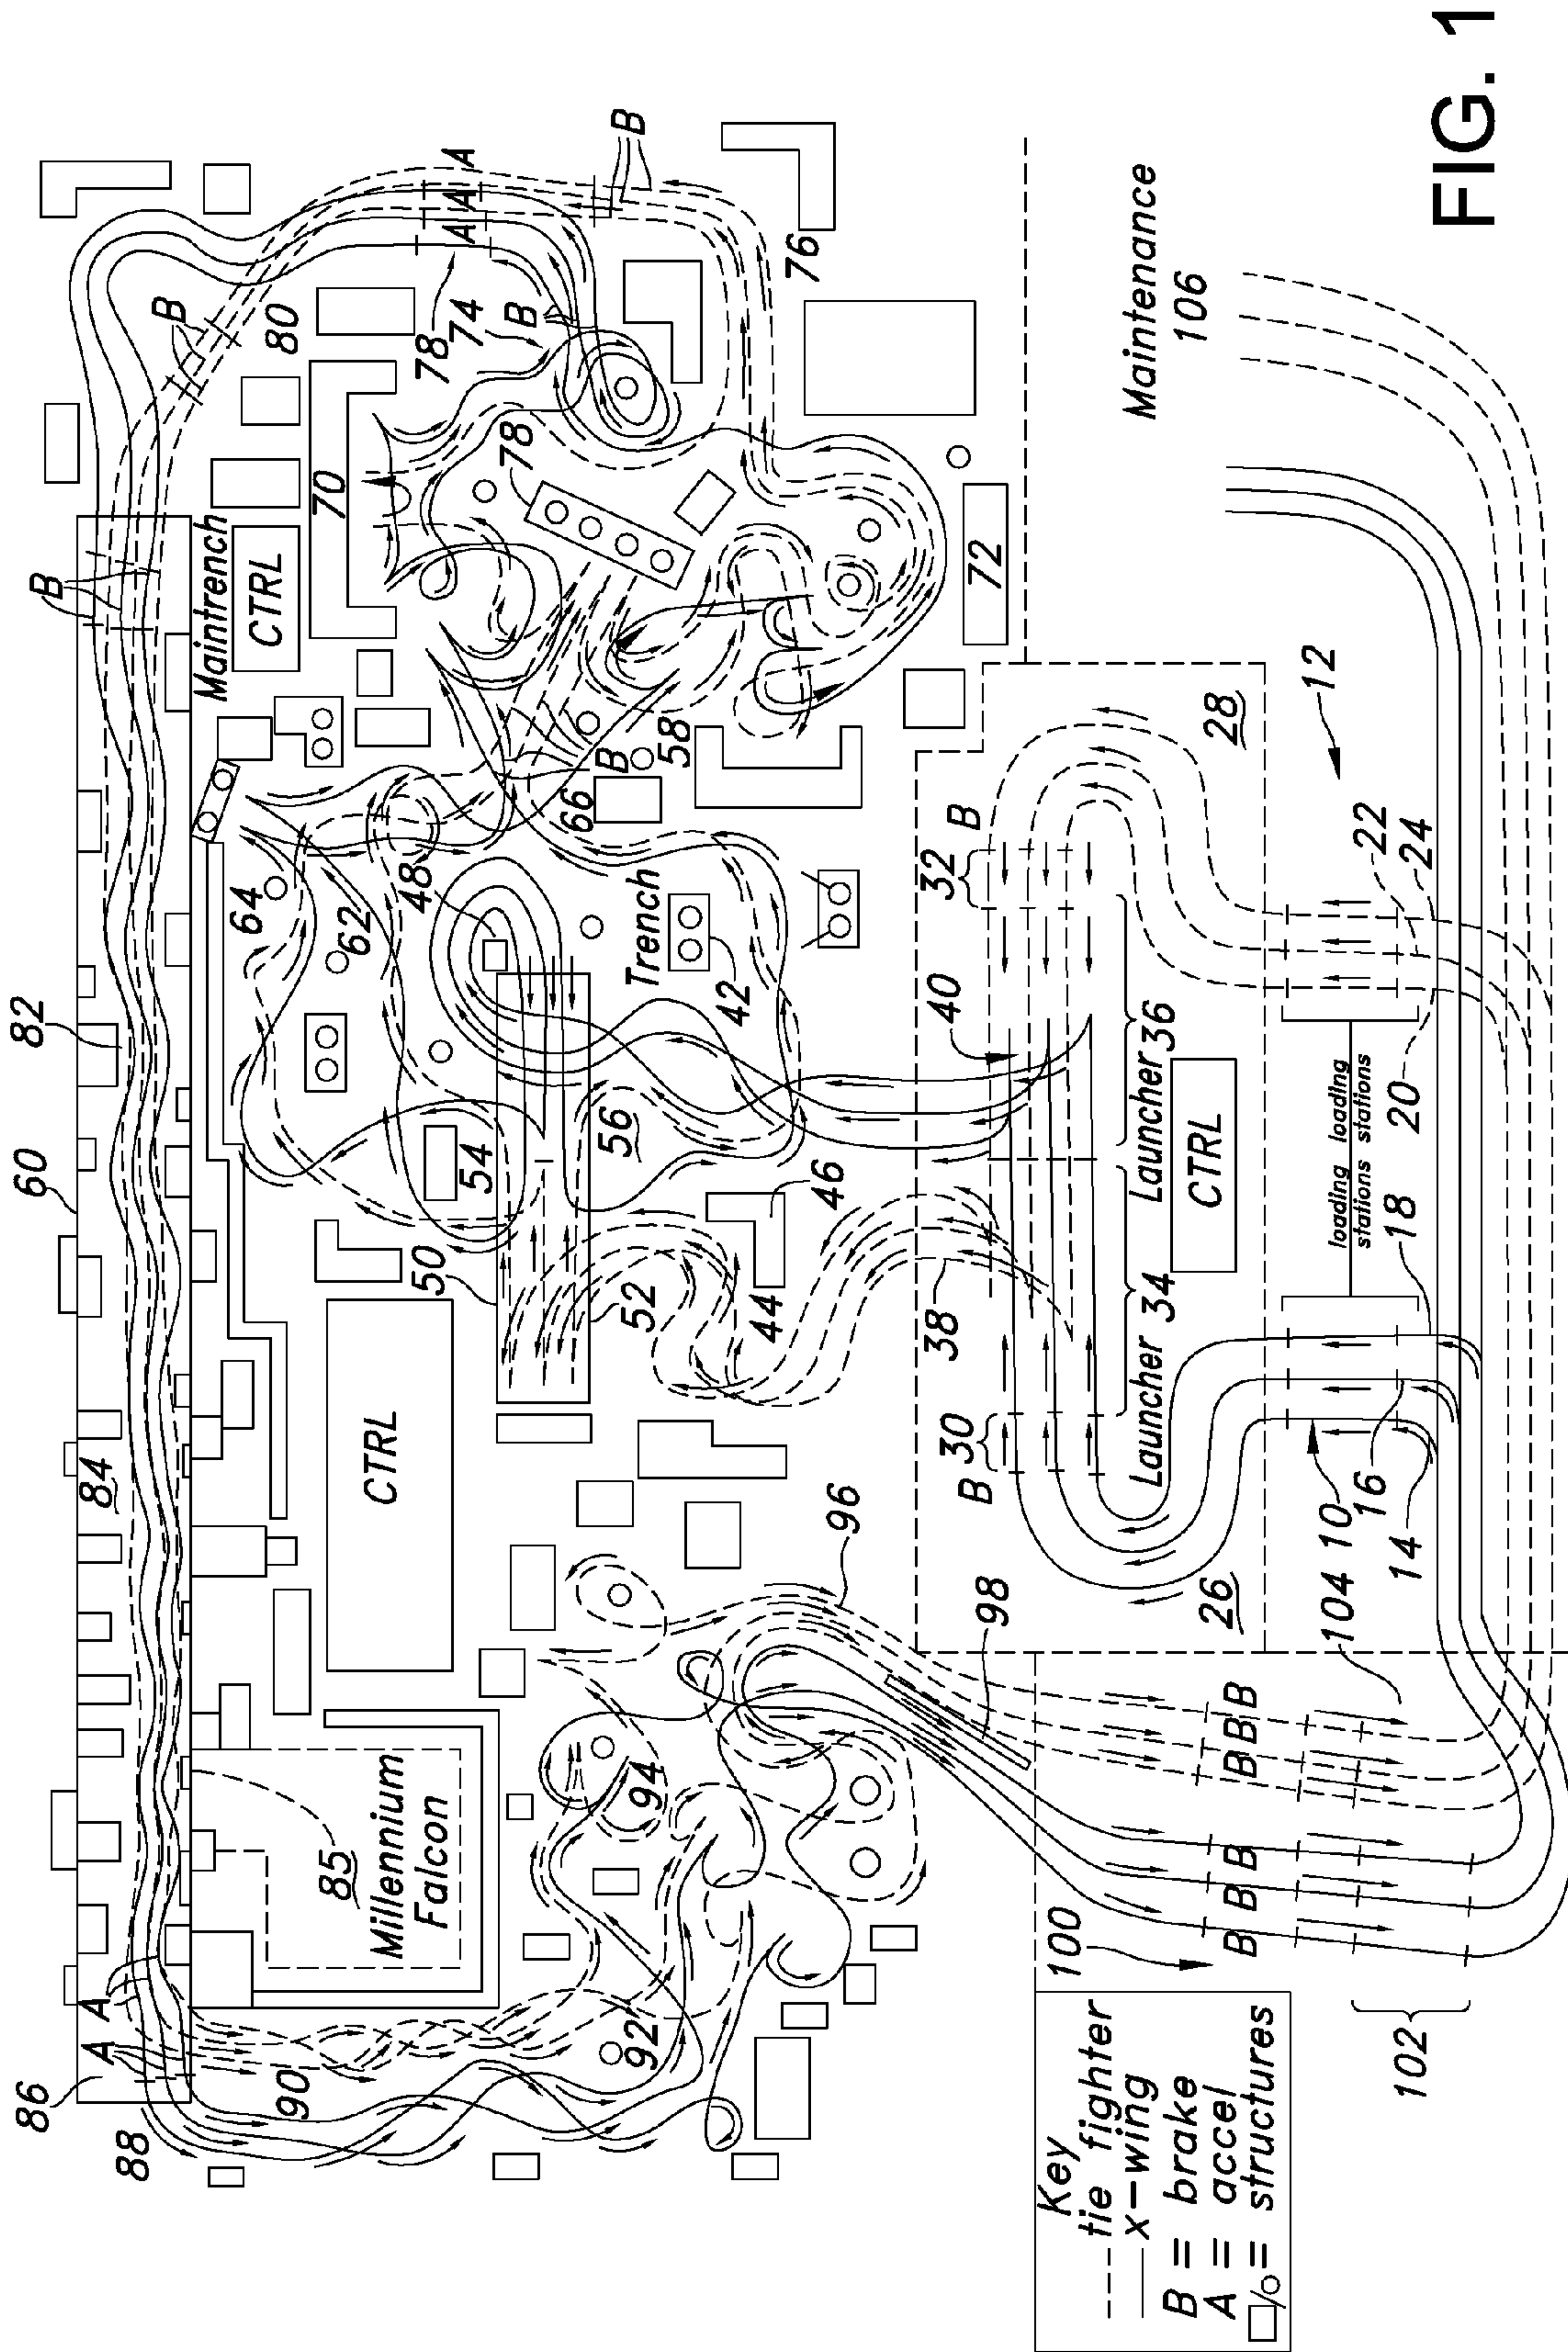 86
60
82
B
A
A
84
88
B
Maintrench
64
CTRL
80
90
70
85
62
Millennium
Falcon
CTRL
48
50
78
A
A
A
74
54
78
B
66
B
56
B
52
92
94
Trench
58
42
44
76
46
96
38
32
40
30
B
B
72
98
100
Key
tie fighter
x-wing
B = brake
A = accel
□/○= structures
Launcher 34
Launcher 36
Maintenance
106
CTRL
26
28
B
B
B
B B B
12
10
104
loading loading
stations stations
16
18
22
14
20
24
102
FIG. 1